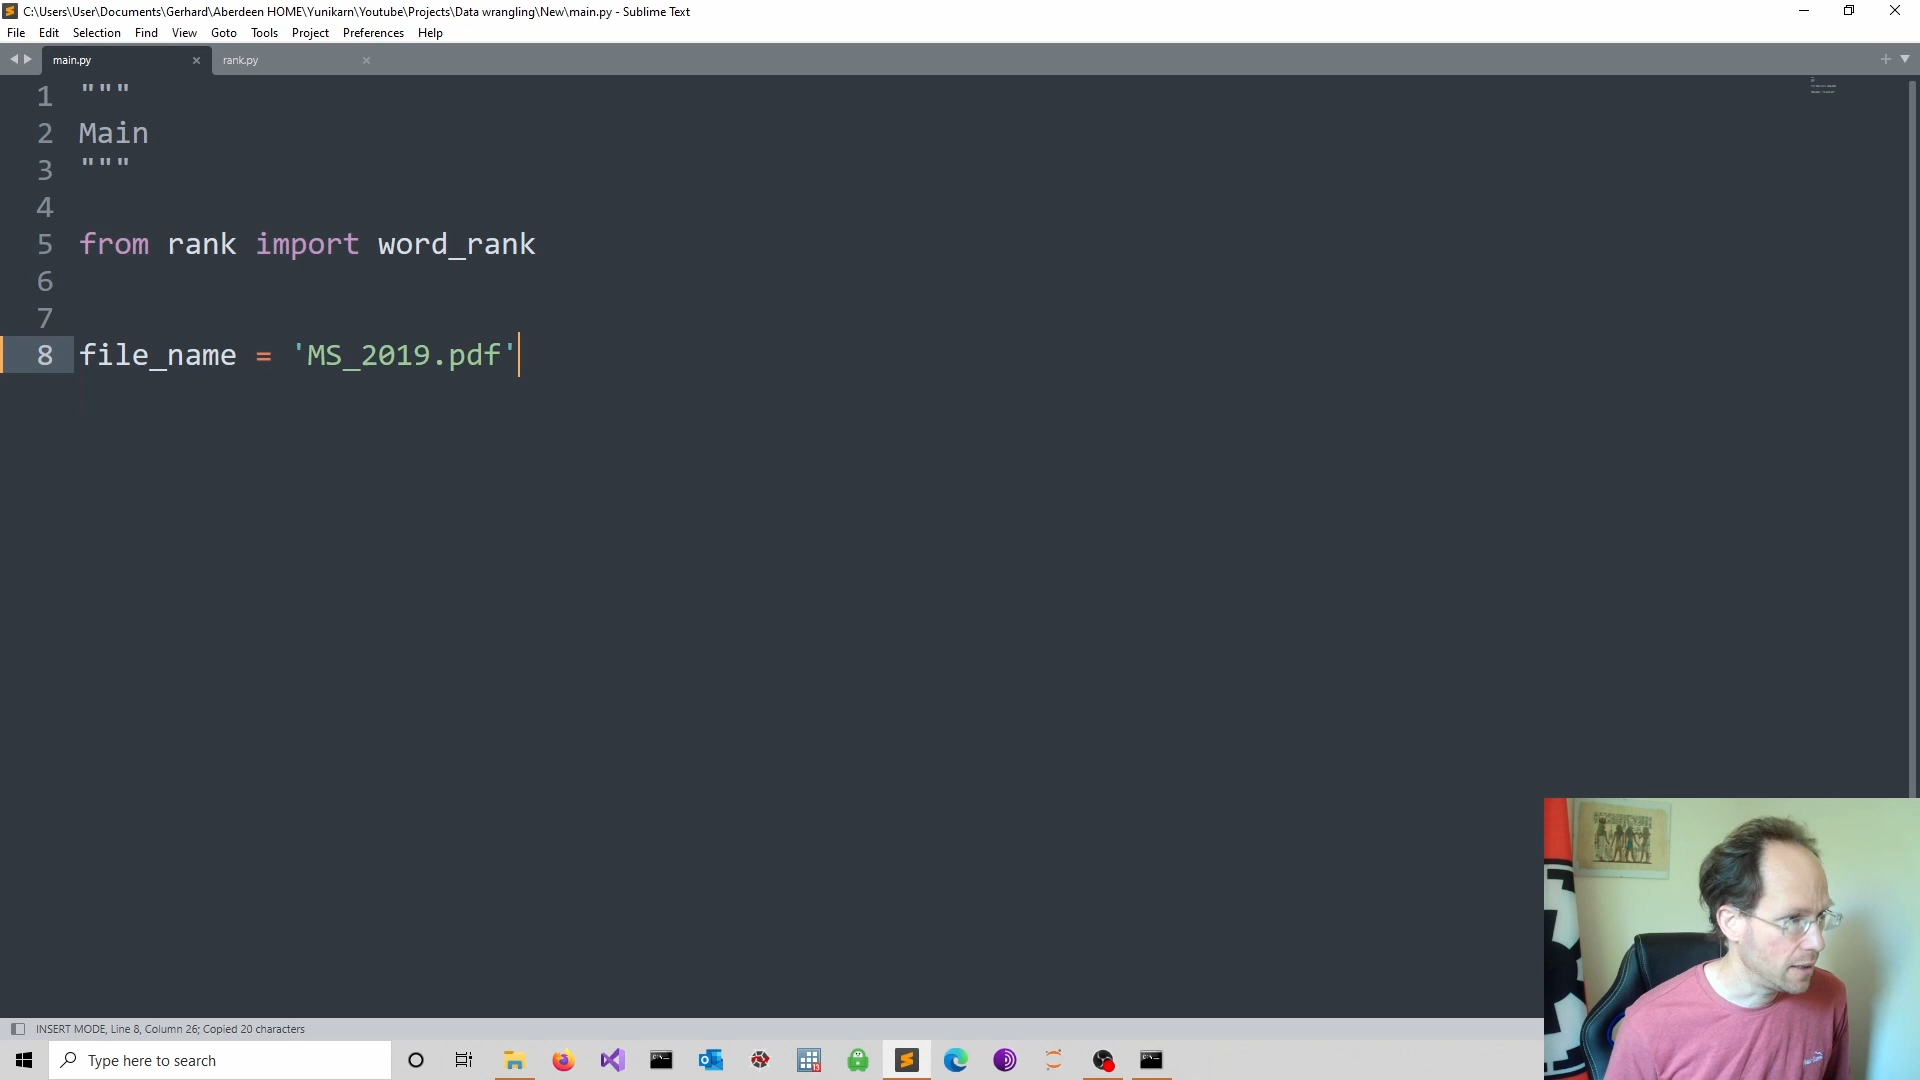 C:\Users\User\Documents\Gerhard\Aberdeen HOME\Yunikarn\Youtube\Projects\Data wrangling\New\main.py - Sublime Text
File Edit Selection Find View Goto Tools Project Preferences Help
main.py rank.py
1 """
2 Main
3 """
4
5 from rank import word_rank
6
7
8 file_name = 'MS_2019.pdf'
INSERT MODE, Line 8, Column 26; Copied 20 characters
Type here to search